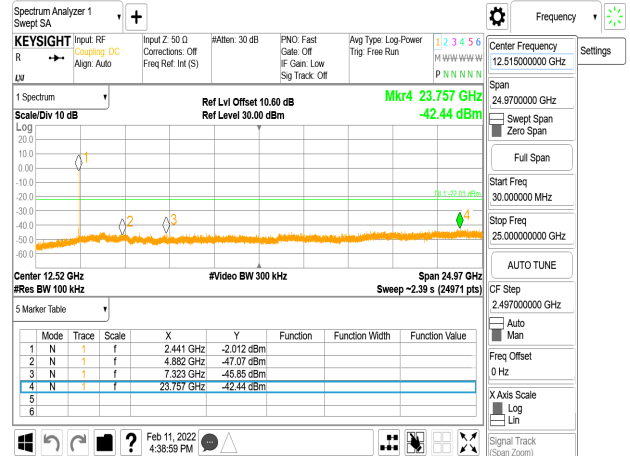 Spectrum Analyzer 1
Swept SA
Frequency
KEYSIGHT Input: RF Input Z: 50 Ω #Atten: 30 dB PNO: Fast Avg Type: Log-Power 1 2 3 4 5 6
Coupling: DC Corrections: Off Gate: Off Trig: Free Run
R Align: Auto Freq Ref: Int (S) IF Gain: Low M W W W W W
Sig Track: Off P N N N N N
LXI
Center Frequency
12.515000000 GHz
Settings
Span
24.9700000 GHz
Swept Span
Zero Span
Full Span
Start Freq
30.000000 MHz
Stop Freq
25.000000000 GHz
AUTO TUNE
CF Step
2.497000000 GHz
Auto
Man
Freq Offset
0 Hz
X Axis Scale
Log
Lin
Signal Track
(Span Zoom)
1 Spectrum
Ref Lvl Offset 10.60 dB
Mkr4 23.757 GHz
Scale/Div 10 dB
Ref Level 30.00 dBm
-42.44 dBm
Log
20.0
10.0
0.00
-10.0
-20.0
-30.0
-40.0
-50.0
-60.0
1
2
3
4
DL1 -22.01 dBm
Center 12.52 GHz #Video BW 300 kHz Span 24.97 GHz
#Res BW 100 kHz Sweep ~2.39 s (24971 pts)
5 Marker Table
Mode Trace Scale X Y Function Function Width Function Value
1 N 1 f 2.441 GHz -2.012 dBm
2 N 1 f 4.882 GHz -47.07 dBm
3 N 1 f 7.323 GHz -45.85 dBm
4 N 1 f 23.757 GHz -42.44 dBm
5
6
Feb 11, 2022
4:38:59 PM